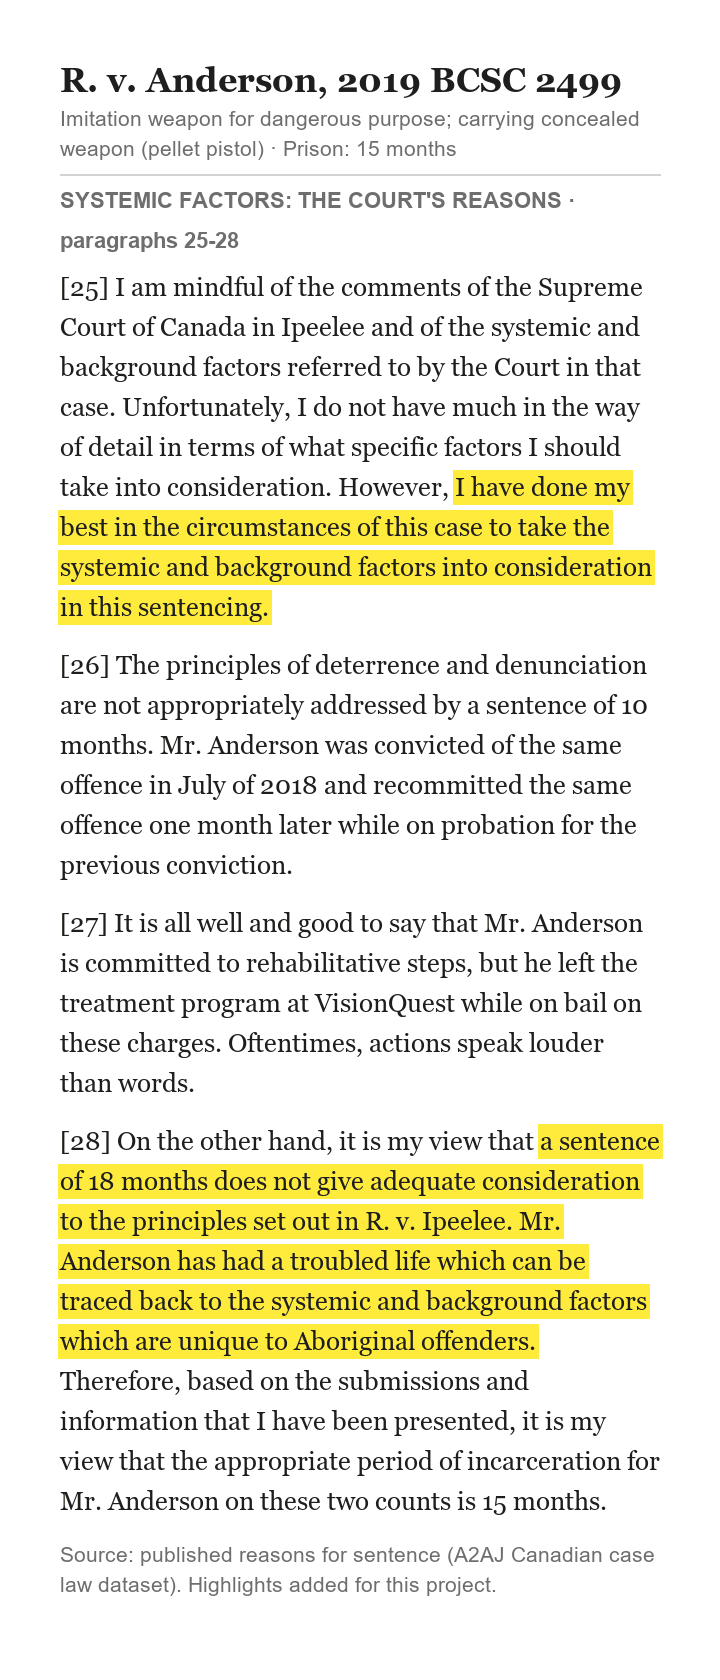 R. v. Anderson, 2019 BCSC 2499
Imitation weapon for dangerous purpose; carrying concealed
weapon (pellet pistol) · Prison: 15 months
SYSTEMIC FACTORS: THE COURT'S REASONS ·
paragraphs 25-28
[25] I am mindful of the comments of the Supreme
Court of Canada in Ipeelee and of the systemic and
background factors referred to by the Court in that
case. Unfortunately, I do not have much in the way
of detail in terms of what specific factors I should
take into consideration. However, I have done my
best in the circumstances of this case to take the
systemic and background factors into consideration
in this sentencing.
[26] The principles of deterrence and denunciation
are not appropriately addressed by a sentence of 10
months. Mr. Anderson was convicted of the same
offence in July of 2018 and recommitted the same
offence one month later while on probation for the
previous conviction.
[27] It is all well and good to say that Mr. Anderson
is committed to rehabilitative steps, but he left the
treatment program at VisionQuest while on bail on
these charges. Oftentimes, actions speak louder
than words.
[28] On the other hand, it is my view that a sentence
of 18 months does not give adequate consideration
to the principles set out in R. v. Ipeelee. Mr.
Anderson has had a troubled life which can be
traced back to the systemic and background factors
which are unique to Aboriginal offenders.
Therefore, based on the submissions and
information that I have been presented, it is my
view that the appropriate period of incarceration for
Mr. Anderson on these two counts is 15 months.
Source: published reasons for sentence (A2AJ Canadian case
law dataset). Highlights added for this project.